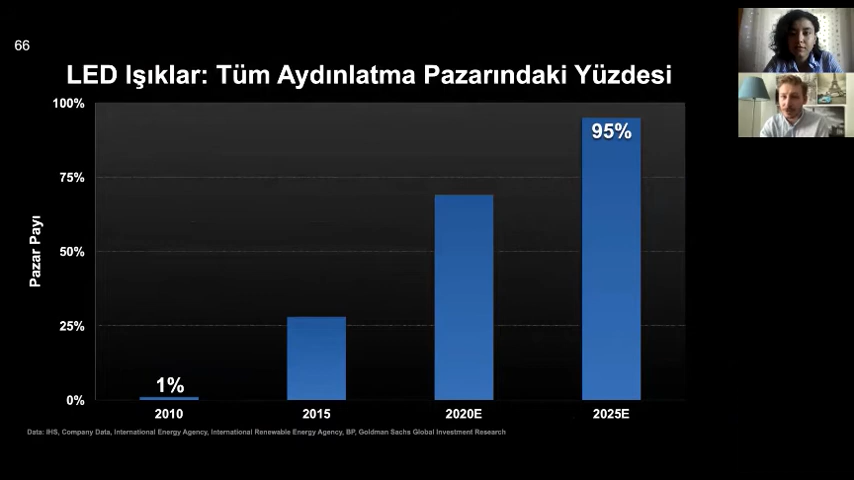 66
LED Işıklar: Tüm Aydınlatma Pazarındaki Yüzdesi
100%
75%
50%
25%
0%
Pazar Payı
1%
95%
2010
2015
2020E
2025E
Data: IHS, Company Data, International Energy Agency, International Renewable Energy Agency, BP, Goldman Sachs Global Investment Research